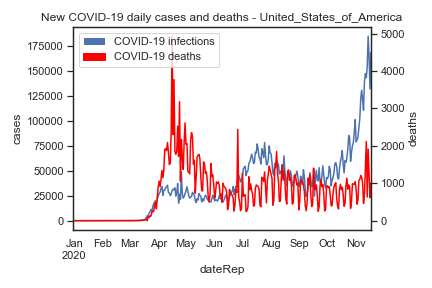 New COVID-19 daily cases and deaths - United_States_of_America
COVID-19 infections
COVID-19 deaths
cases
175000
150000
125000
100000
75000
50000
25000
0
deaths
5000
4000
3000
2000
1000
0
Jan Feb Mar Apr May Jun Jul Aug Sep Oct Nov
2020
dateRep